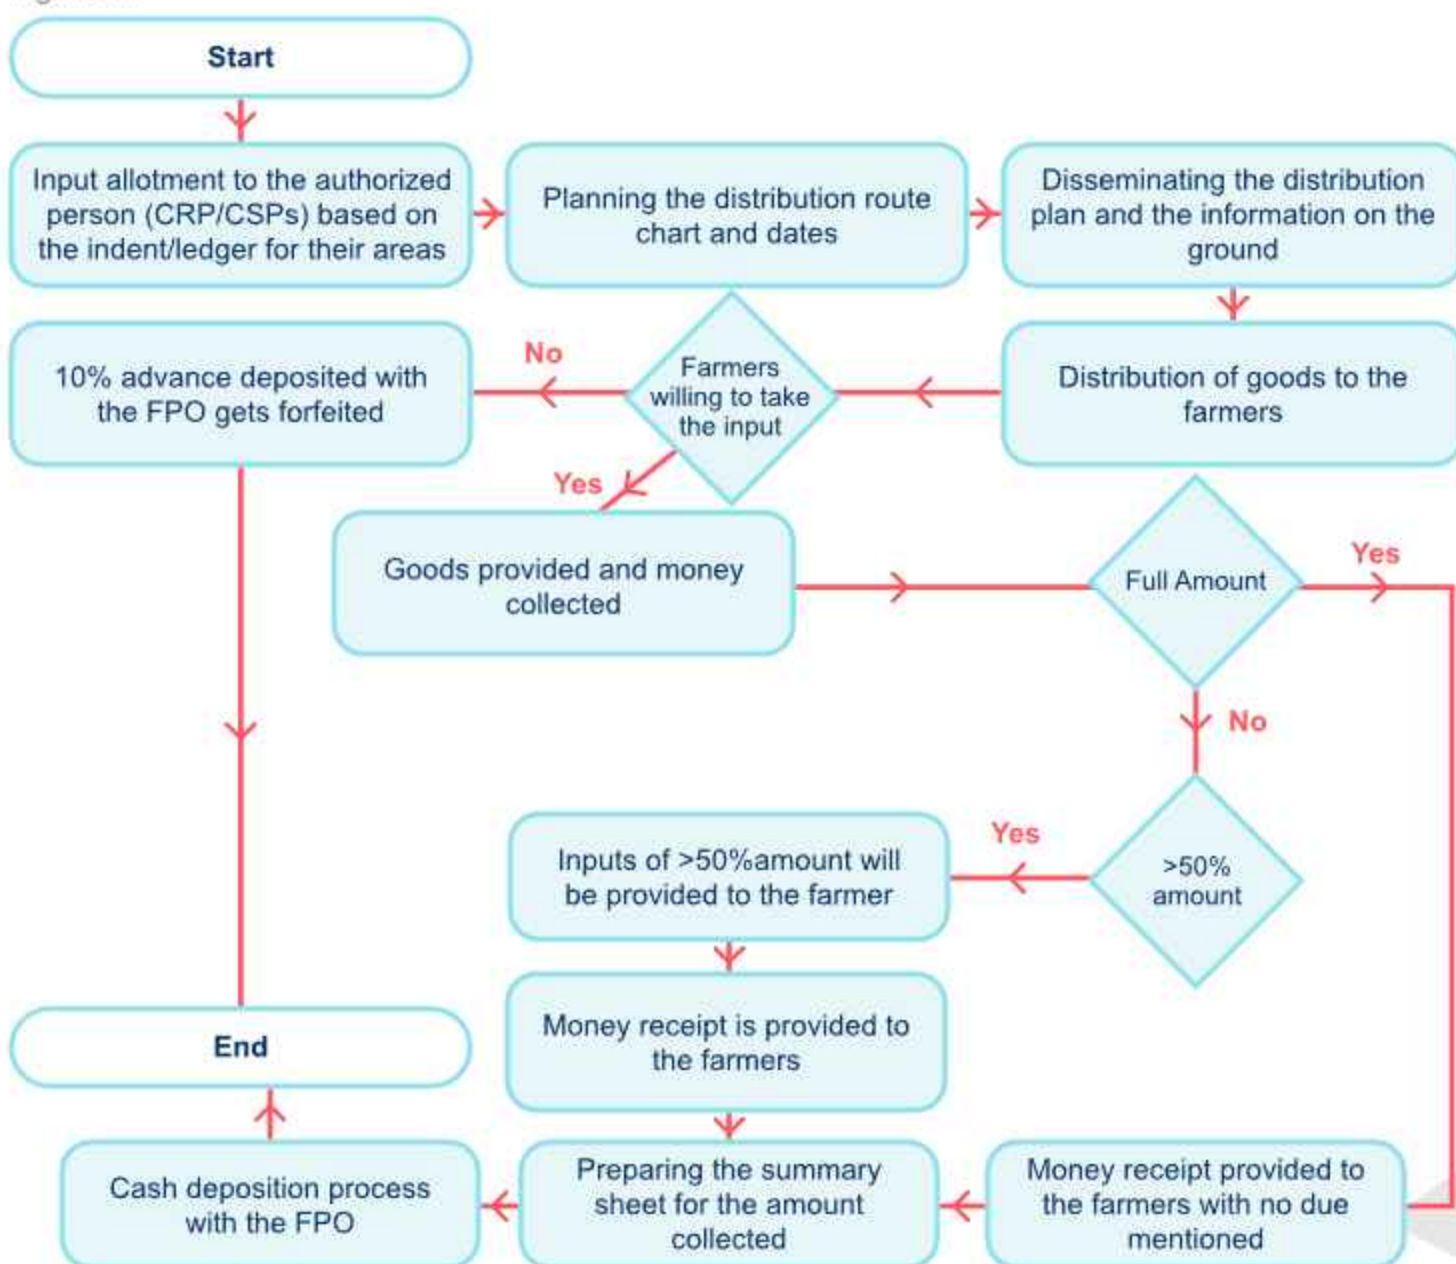 Start
Input allotment to the authorized
person (CRP/CSPs) based on
the indent/ledger for their areas
Planning the distribution route
chart and dates
Disseminating the distribution
plan and the information on the
ground
Distribution of goods to the
farmers
Farmers
willing to take
the input
No
10% advance deposited with
the FPO gets forfeited
Yes
Goods provided and money
collected
Full Amount
Yes
No
>50%
amount
Yes
Inputs of >50%amount will
be provided to the farmer
Money receipt is provided to
the farmers
Money receipt provided to
the farmers with no due
mentioned
Preparing the summary
sheet for the amount
collected
Cash deposition process
with the FPO
End